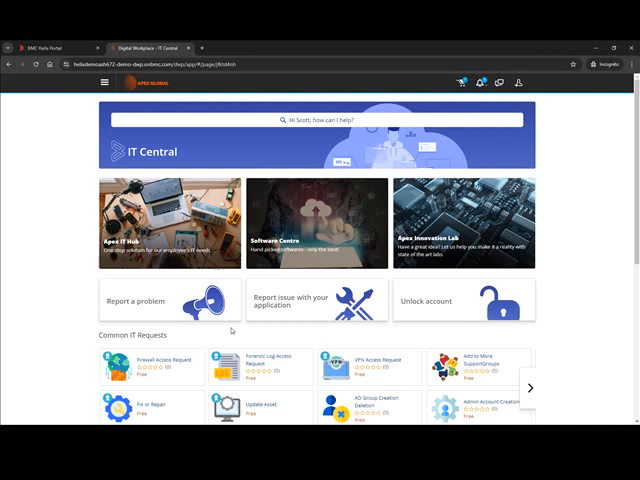 BMC Helix Portal
Digital Workplace - IT Central
helixdemoash672-demo-dwp.onbmc.com/dwp/app/#/page/jfktd4nh
Incognito
APEX GLOBAL
Hi Scott, how can I help?
IT Central
Apex IT Hub
One stop solution for our employee's IT needs
Software Centre
Hand picked softwares - only the best!
Apex Innovation Lab
Have a great idea? Let us help you make it a reality with
state of the art labs
Report a problem
Report issue with your
application
Unlock account
Common IT Requests
Firewall Access Request
(0)
Free
Forensic Log Access
Request
(0)
Free
VPN Access Request
(0)
Free
Add to More
SupportGroups
(0)
Free
Fix or Repair
Free
Update Asset
Free
AD Group Creation
Deletion
(0)
Free
Admin Account Creation
(0)
Free